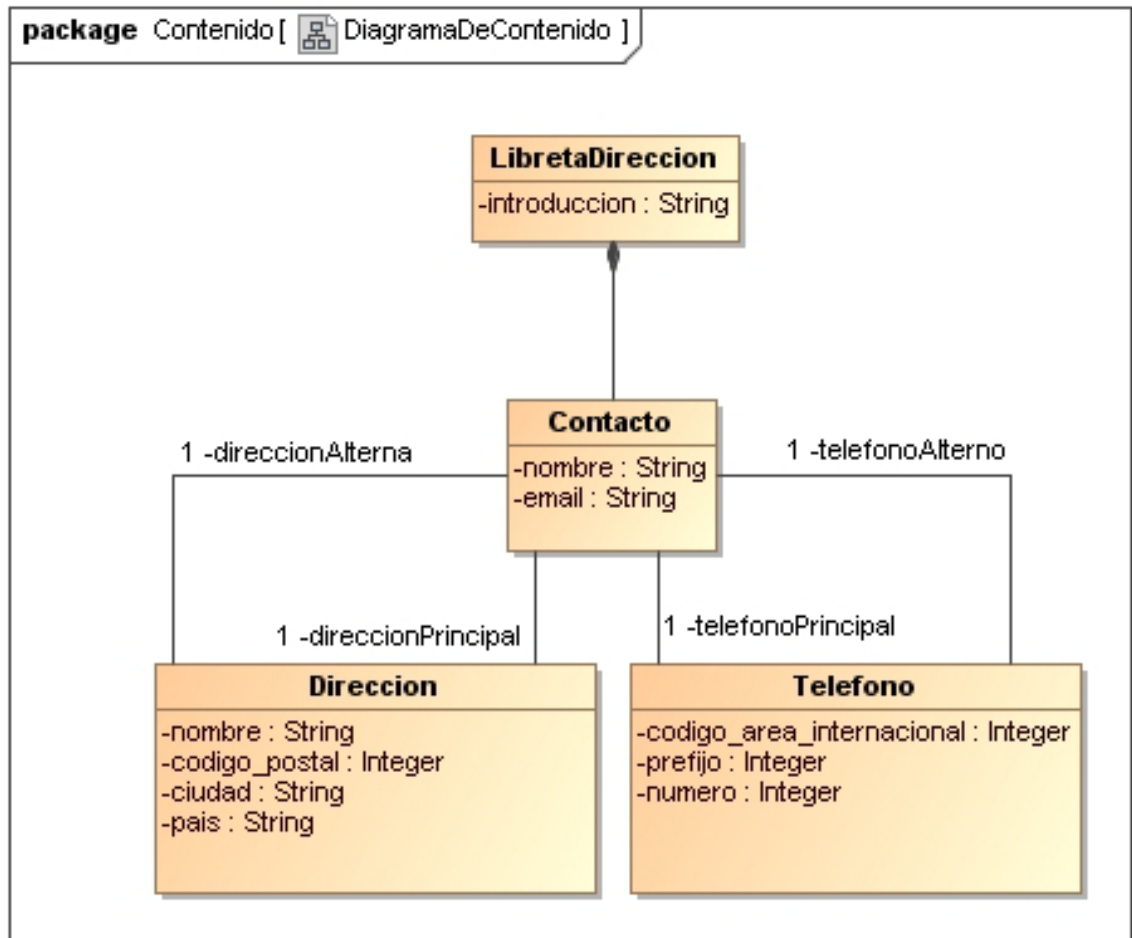 package Contenido [ DiagramaDeContenido ]
LibretaDireccion
-introduccion : String
Contacto
-nombre : String
-email : String
1 -direccionAlterna
1 -telefonoAlterno
1 -direccionPrincipal
1 -telefonoPrincipal
Direccion
-nombre : String
-codigo_postal : Integer
-ciudad : String
-pais : String
Telefono
-codigo_area_internacional : Integer
-prefijo : Integer
-numero : Integer